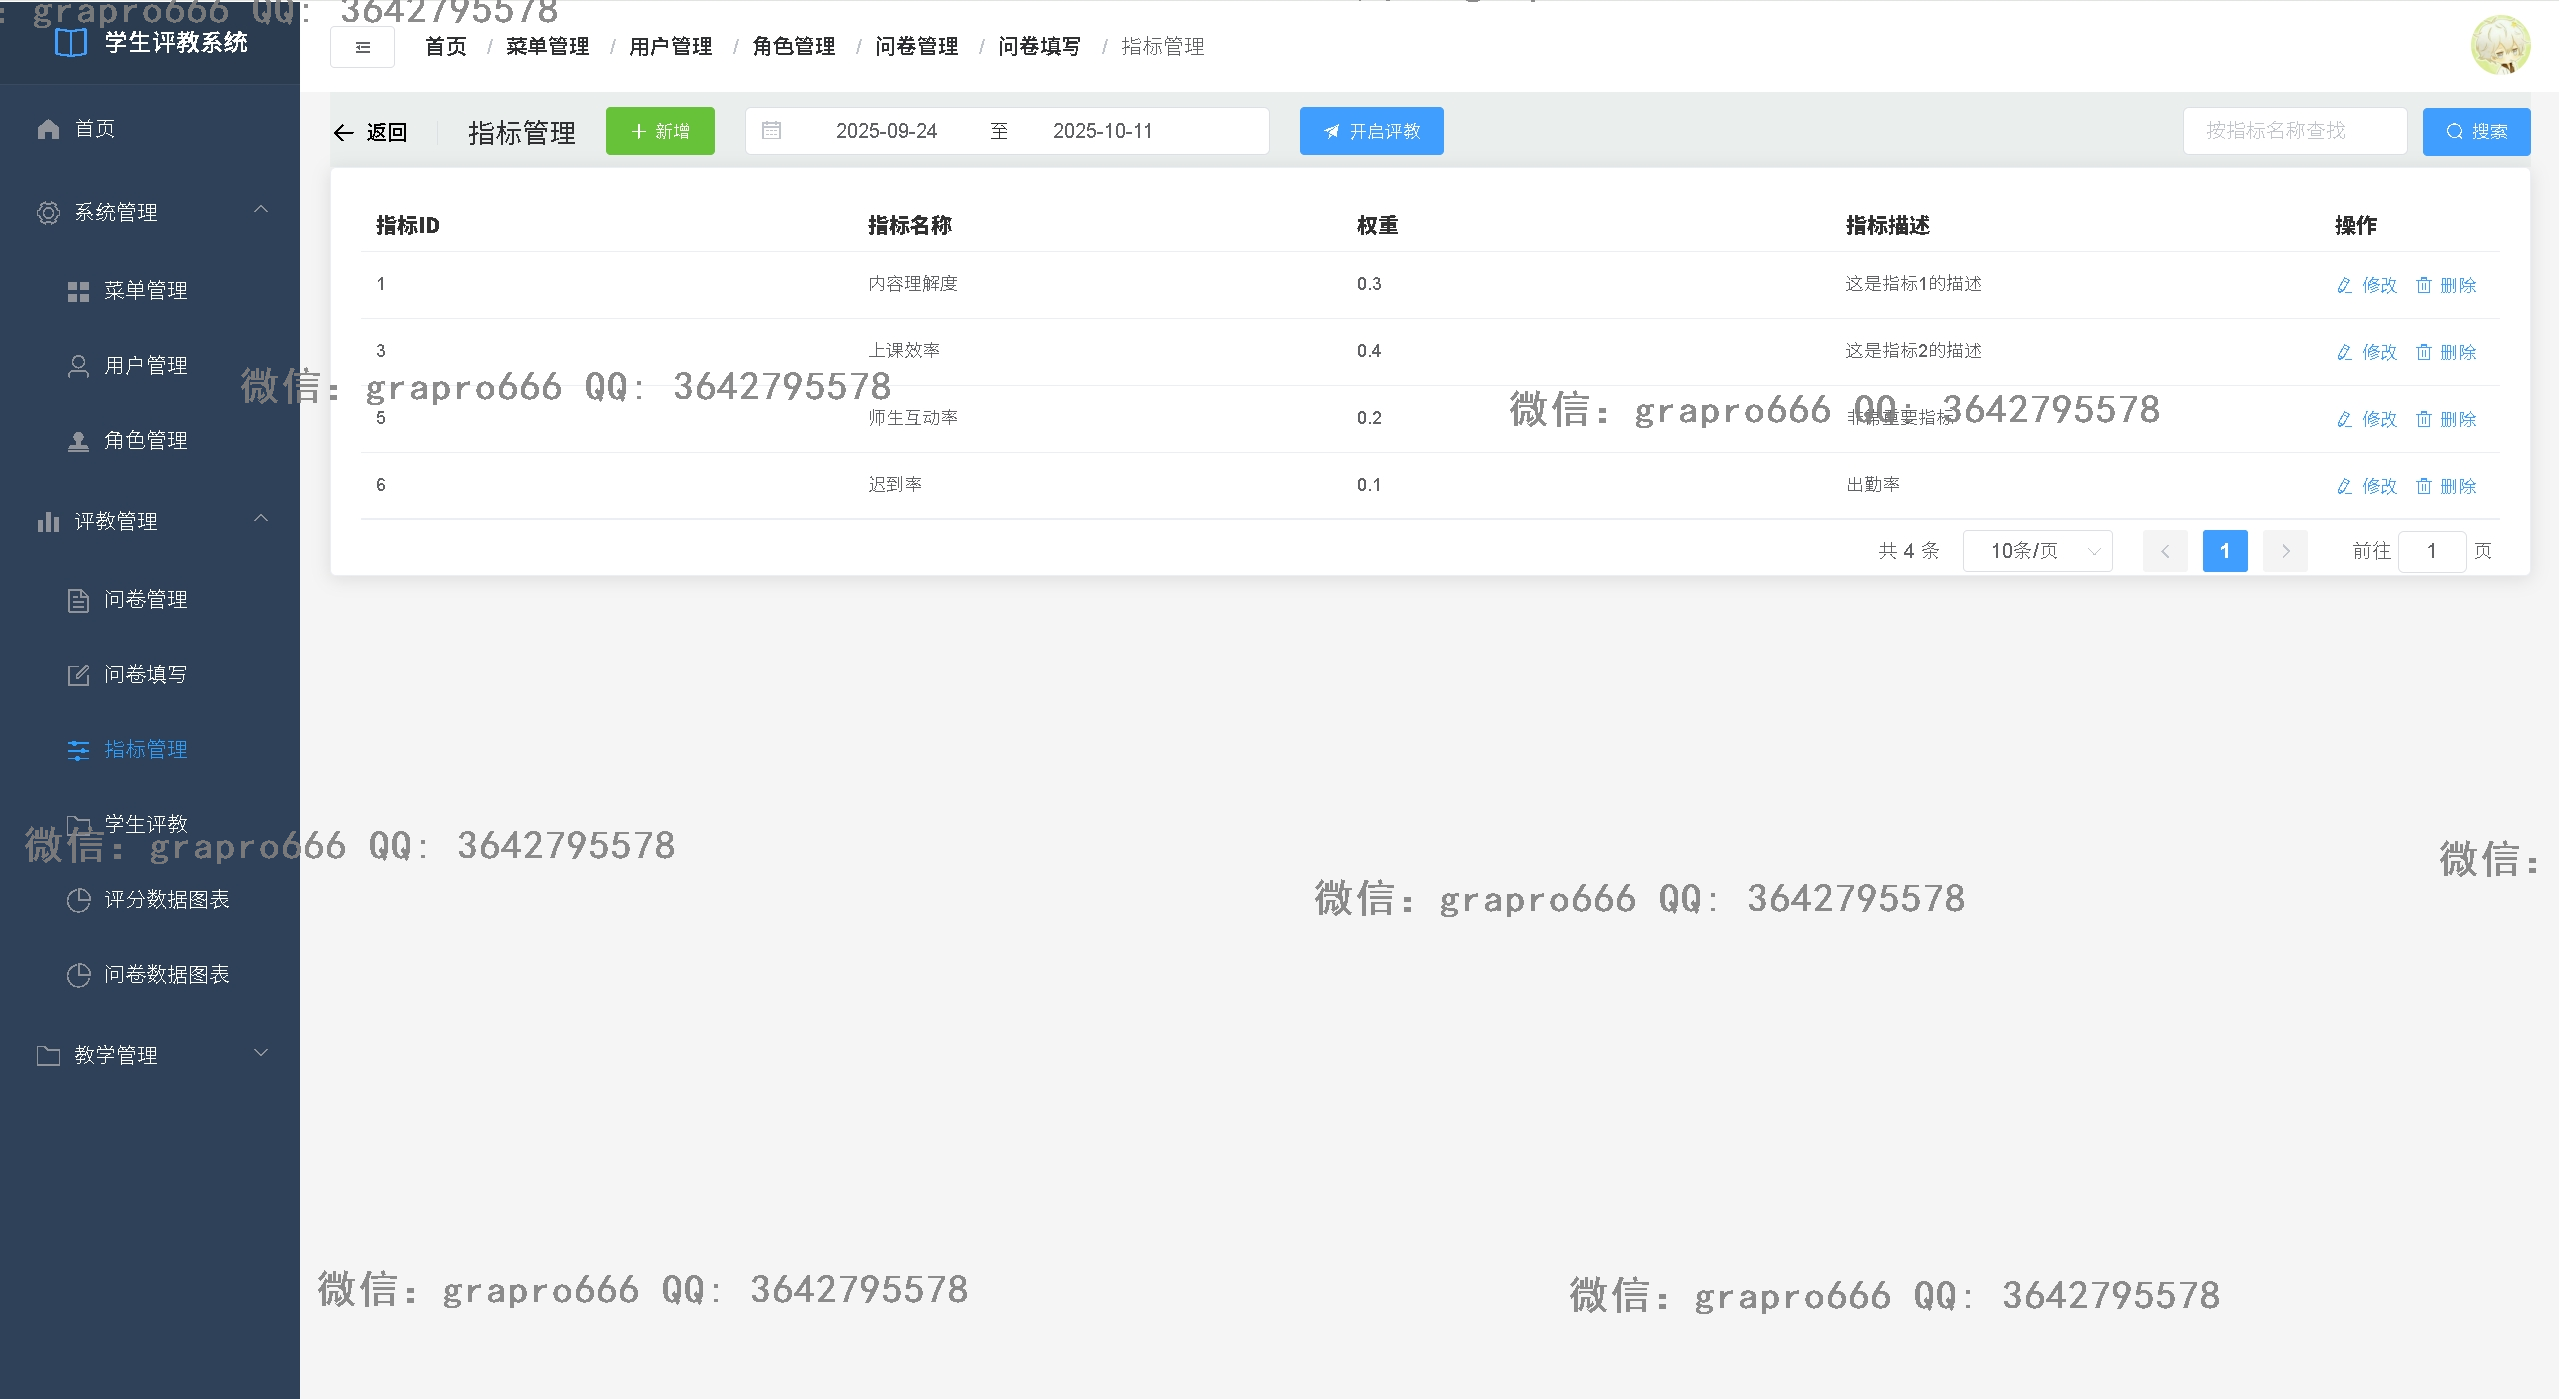 : grapro666 QQ: 3642795578
学生评教系统
首页 / 菜单管理 / 用户管理 / 角色管理 / 问卷管理 / 问卷填写 / 指标管理
返回 指标管理 新增 2025-09-24 至 2025-10-11 开启评教 按指标名称查找 搜索
首页
系统管理
菜单管理
用户管理
角色管理
评教管理
问卷管理
问卷填写
指标管理
学生评教
评分数据图表
问卷数据图表
教学管理
指标ID 指标名称 权重 指标描述 操作
1 内容理解度 0.3 这是指标1的描述 修改 删除
3 上课效率 0.4 这是指标2的描述 修改 删除
微信: grapro666 QQ: 3642795578
微信: grapro666 QQ: 3642795578
5 师生互动率 0.2 非常重要指标 修改 删除
6 迟到率 0.1 出勤率 修改 删除
共 4 条 10条/页 1 前往 1 页
微信: grapro666 QQ: 3642795578
微信:
微信: grapro666 QQ: 3642795578
微信: grapro666 QQ: 3642795578
微信: grapro666 QQ: 3642795578